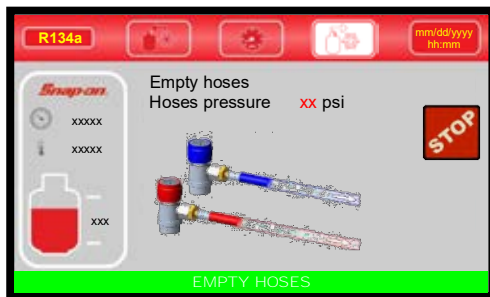 R134a
mm/dd/yyyy
hh:mm
Snap-on
xxxxx
xxxxx
xxx
Empty hoses
Hoses pressure xx psi
STOP
EMPTY HOSES